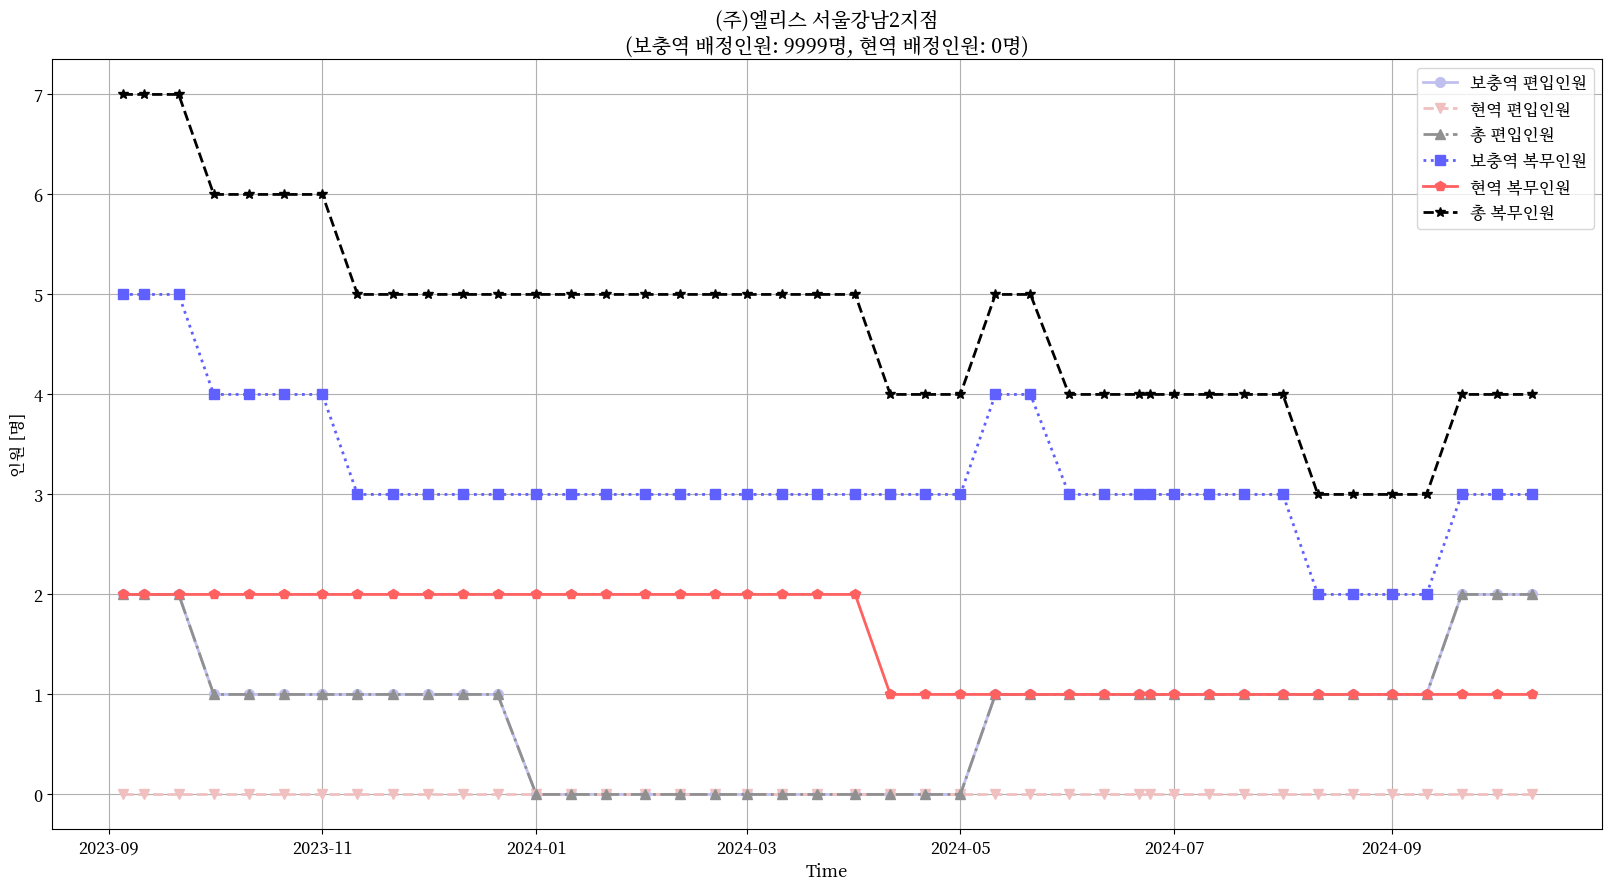 (주)엘리스 서울강남2지점
(보충역 배정인원: 9999명, 현역 배정인원: 0명)
보충역 편입인원
현역 편입인원
총 편입인원
보충역 복무인원
현역 복무인원
총 복무인원
인원 [명]
7
6
5
4
3
2
1
0
2023-09
2023-11
2024-01
2024-03
2024-05
2024-07
2024-09
Time